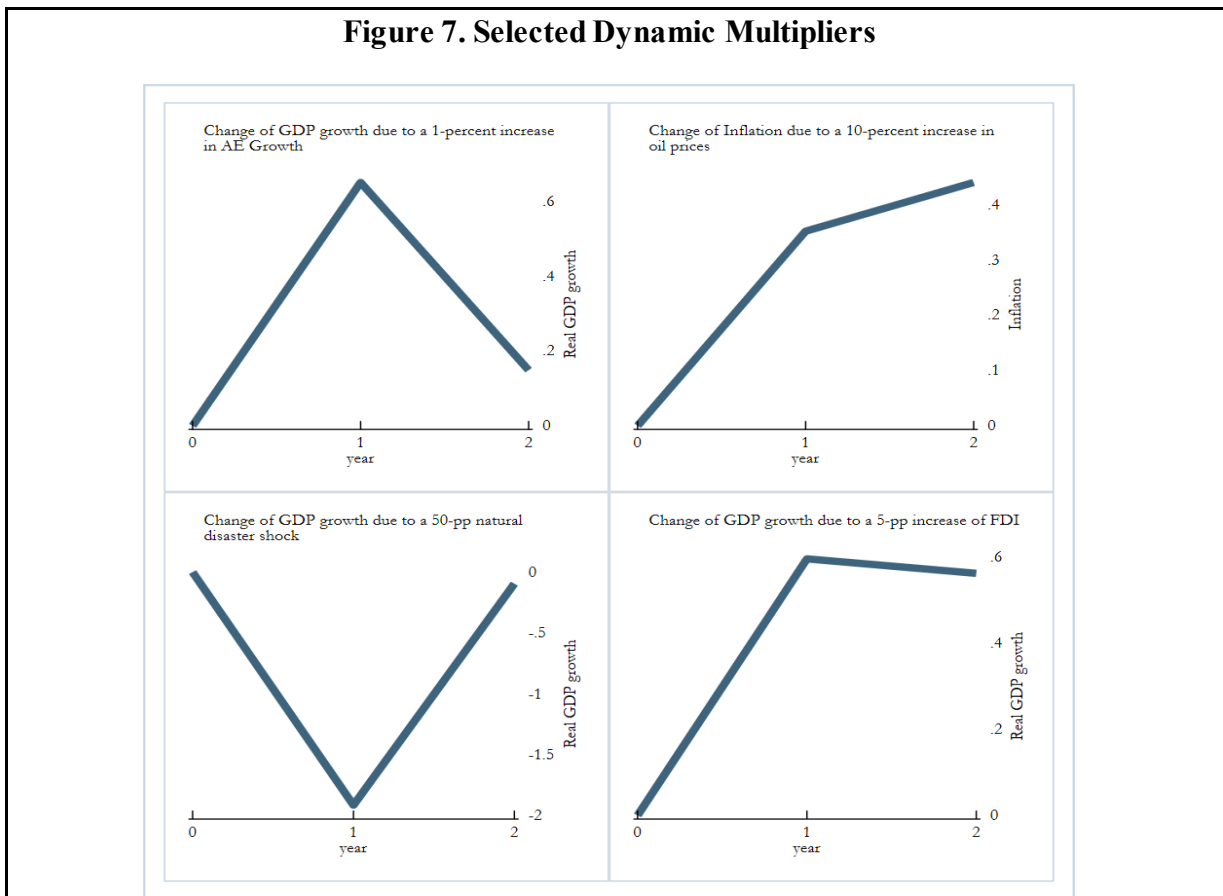 Figure 7. Selected Dynamic Multipliers
Change of GDP growth due to a 1-percent increase
in AE Growth
.6
.4
.2
0
Real GDP growth
0 1 2
year
Change of Inflation due to a 10-percent increase in
oil prices
.4
.3
.2
.1
0
Inflation
0 1 2
year
Change of GDP growth due to a 50-pp natural
disaster shock
0
-.5
-1
-1.5
-2
Real GDP growth
0 1 2
year
Change of GDP growth due to a 5-pp increase of FDI
.6
.4
.2
0
Real GDP growth
0 1 2
year